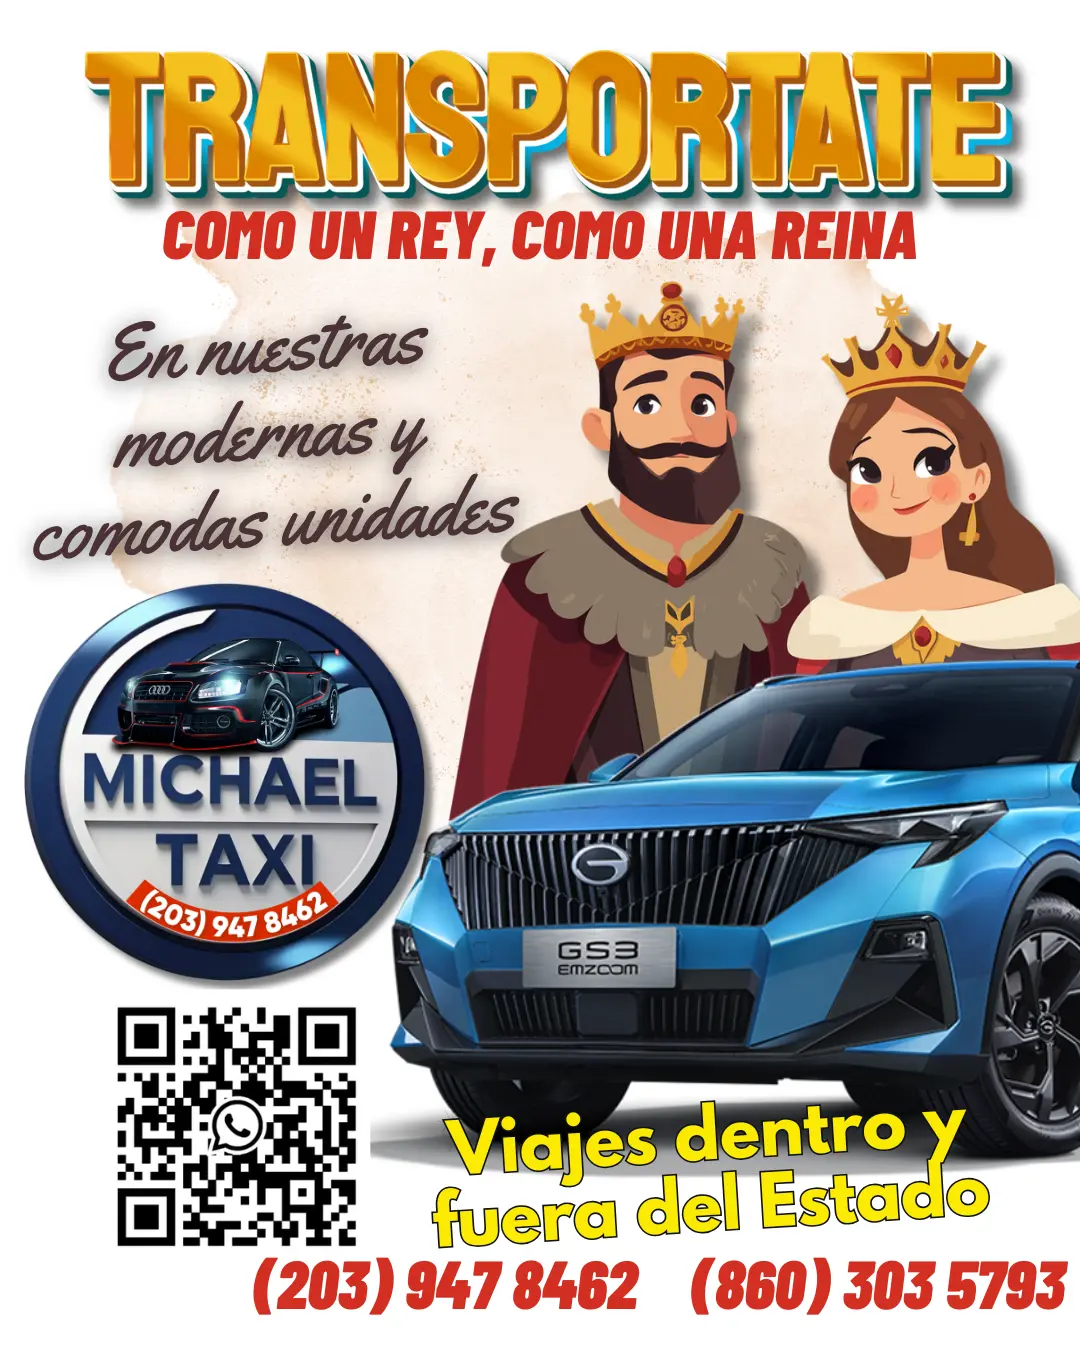 TRANSPORTATE
COMO UN REY, COMO UNA REINA
En nuestras
modernas y
comodas unidades
MICHAEL
TAXI
(203) 947 8462
GS3
EMZOOM
Viajes dentro y
fuera del Estado
(203) 947 8462 (860) 303 5793